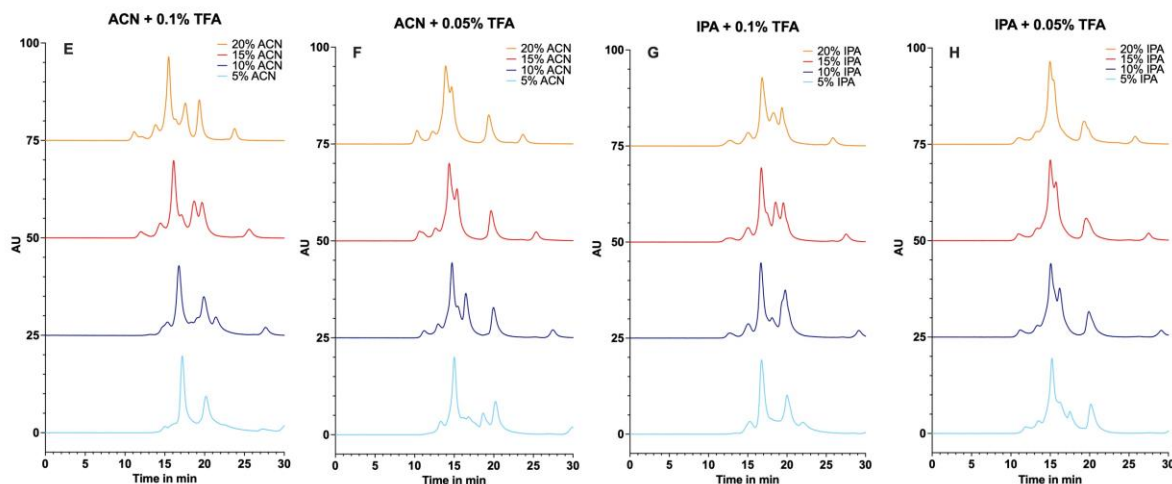 ACN + 0.1% TFA
E
20% ACN
15% ACN
10% ACN
5% ACN
100
75
50
25
0
AU
0 5 10 15 20 25 30
Time in min
ACN + 0.05% TFA
F
20% ACN
15% ACN
10% ACN
5% ACN
100
75
50
25
0
AU
0 5 10 15 20 25 30
Time in min
IPA + 0.1% TFA
G
20% IPA
15% IPA
10% IPA
5% IPA
100
75
50
25
0
AU
0 5 10 15 20 25 30
Time in min
IPA + 0.05% TFA
H
20% IPA
15% IPA
10% IPA
5% IPA
100
75
50
25
0
AU
0 5 10 15 20 25 30
Time in min